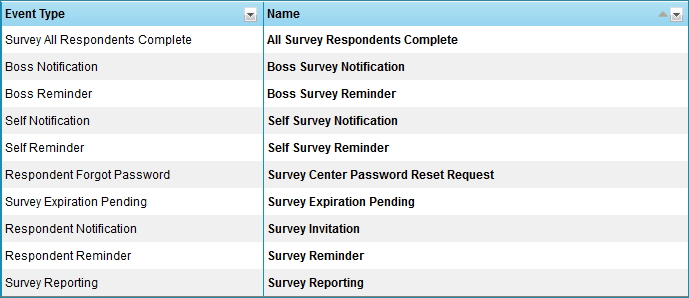 Event Type Name
Survey All Respondents Complete All Survey Respondents Complete
Boss Notification Boss Survey Notification
Boss Reminder Boss Survey Reminder
Self Notification Self Survey Notification
Self Reminder Self Survey Reminder
Respondent Forgot Password Survey Center Password Reset Request
Survey Expiration Pending Survey Expiration Pending
Respondent Notification Survey Invitation
Respondent Reminder Survey Reminder
Survey Reporting Survey Reporting